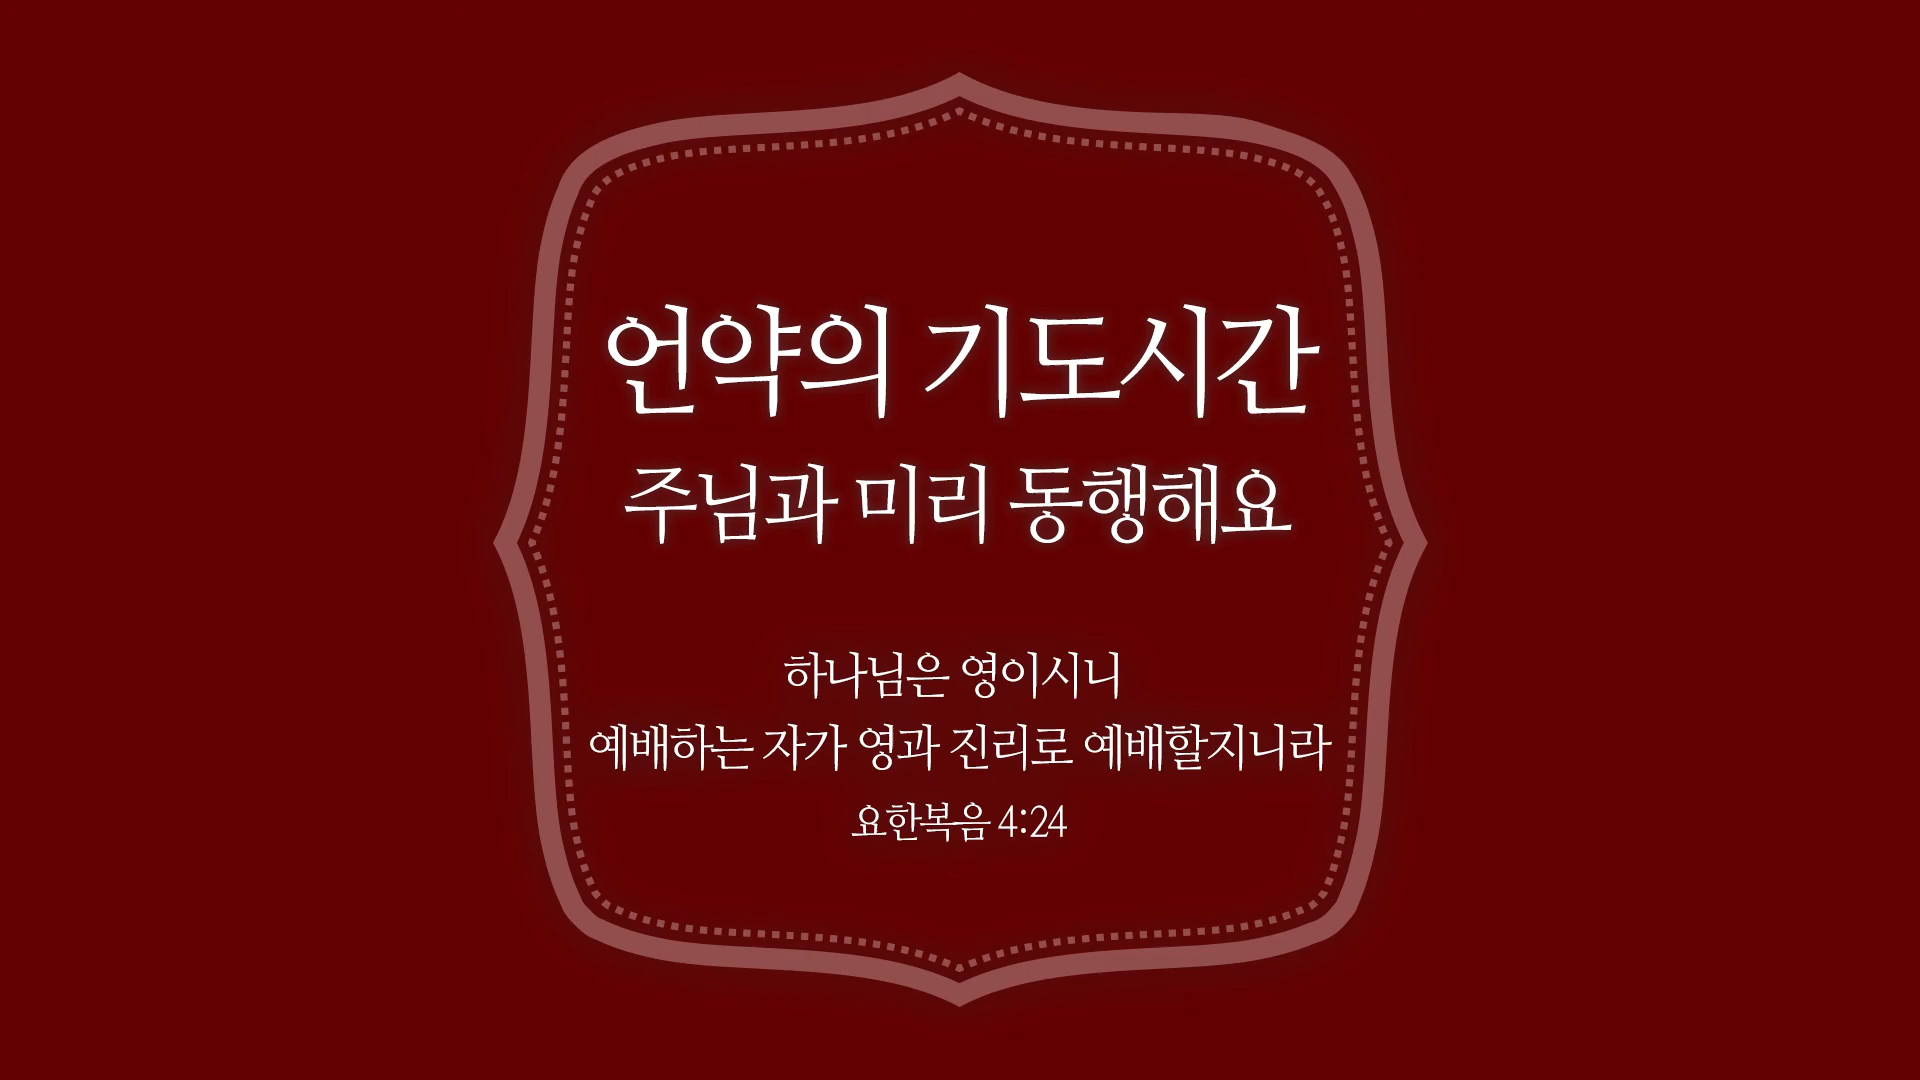 언약의 기도시간
주님과 미리 동행해요
하나님은 영이시니
예배하는 자가 영과 진리로 예배할지니라
요한복음 4:24